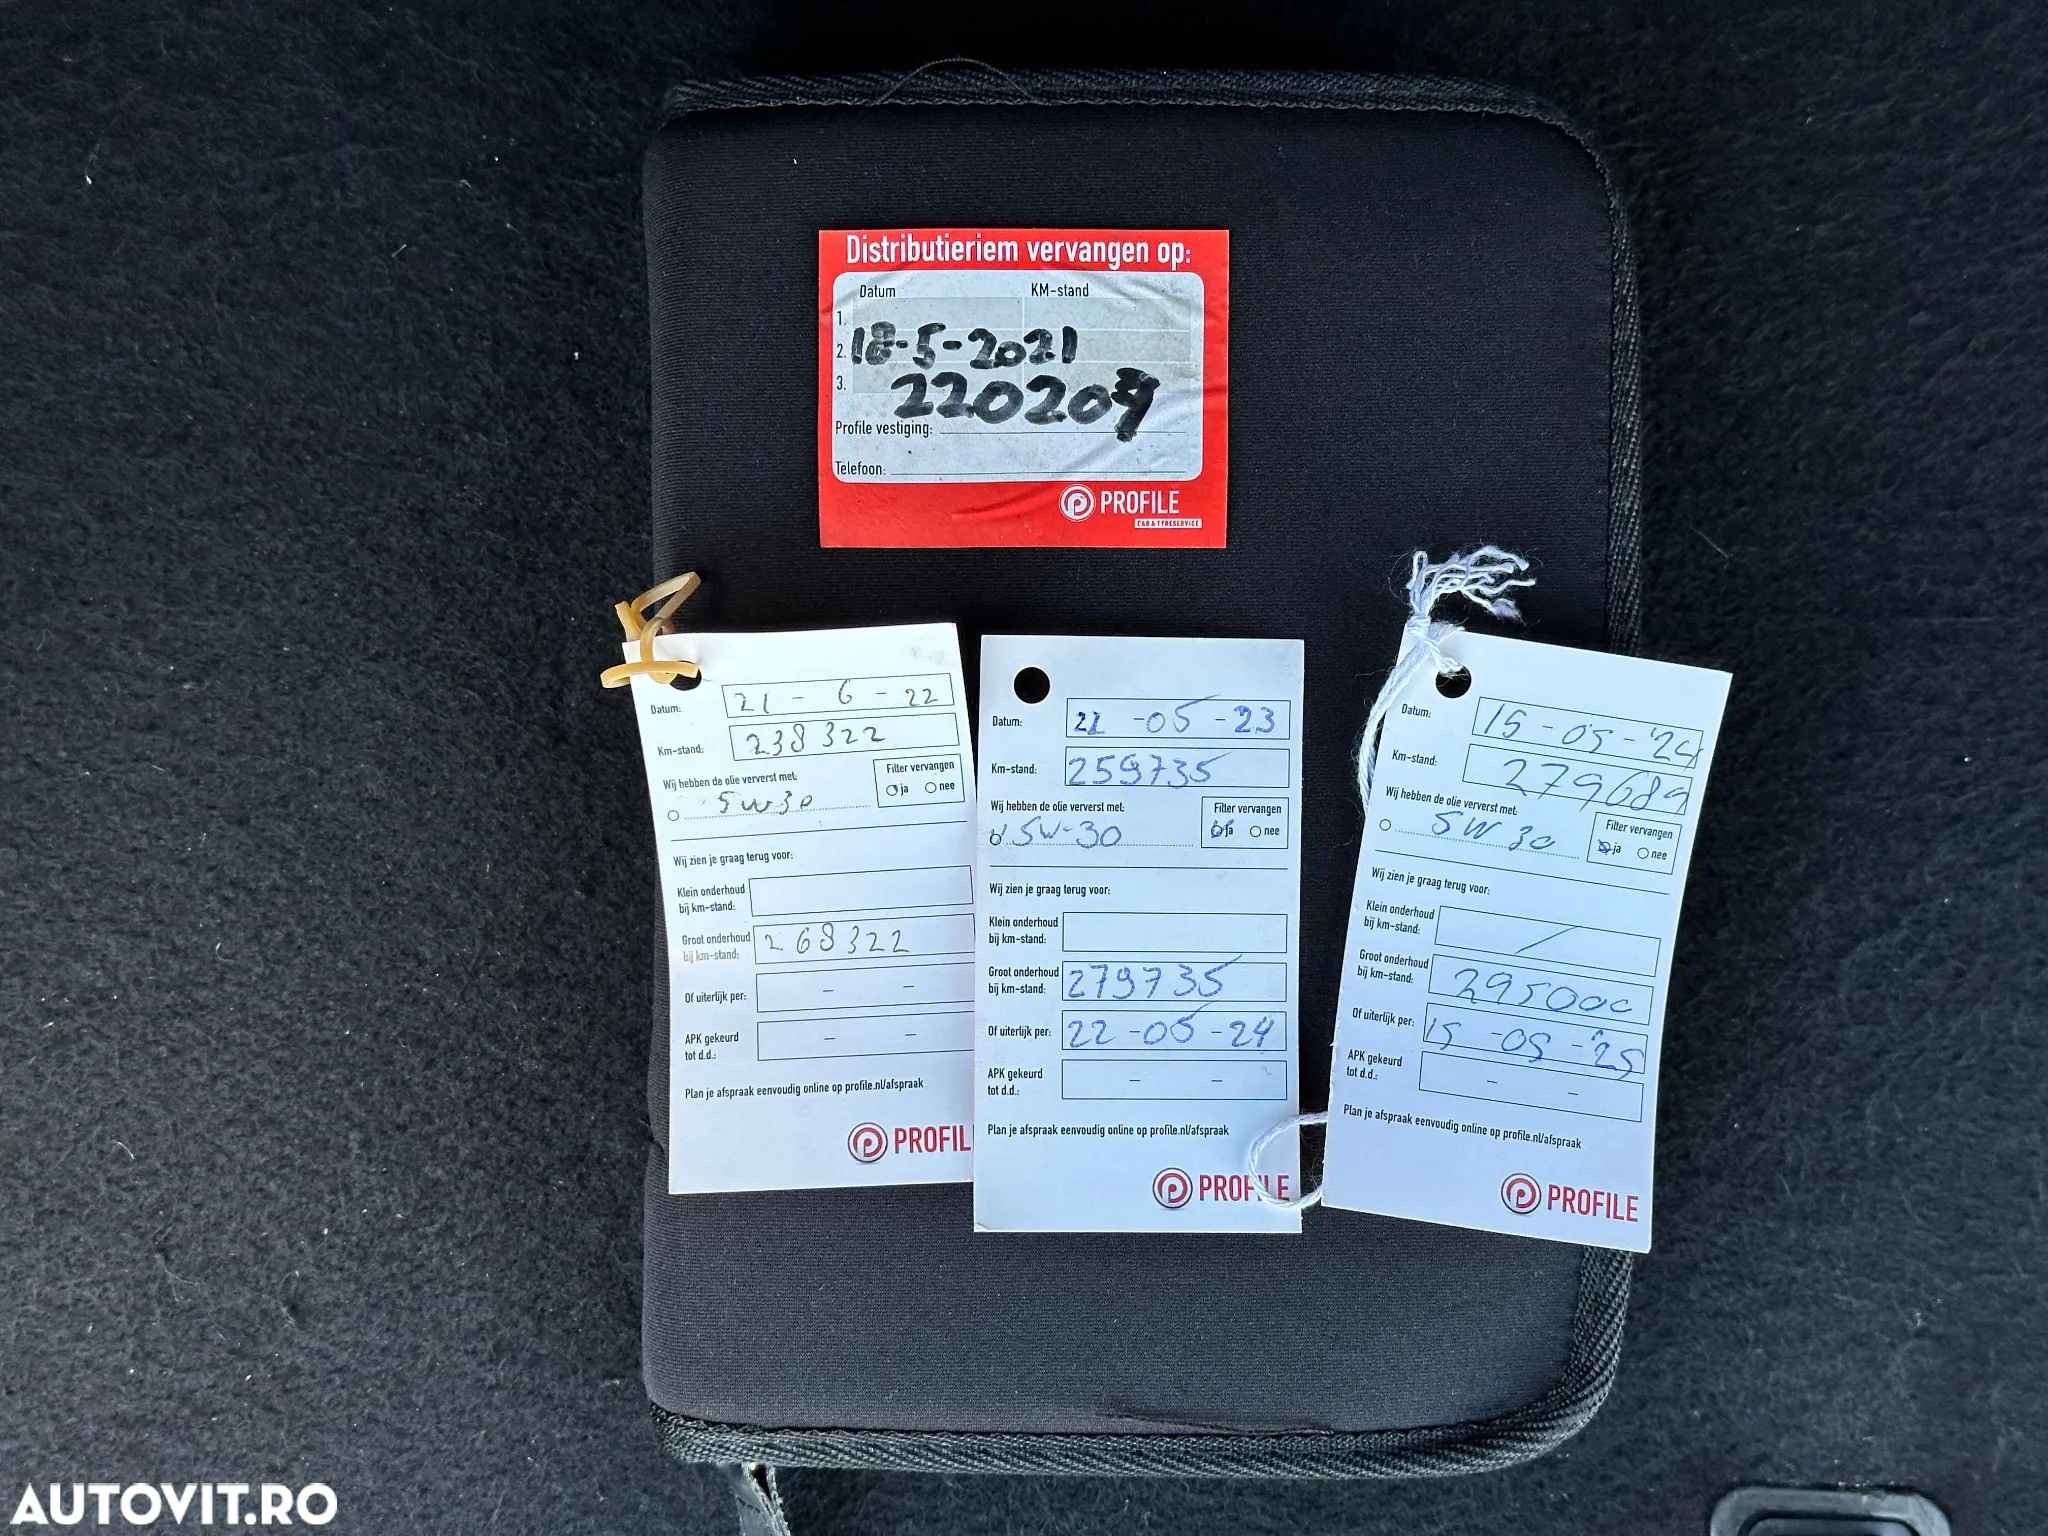 Distributieriem vervangen op:
Datum KM-stand
1.
2. 18-5-2021
3. 220209
Profile vestiging:
Telefoon:
PROFILE
CAR & TYRESERVICE
Datum: 21 - 6 - 22
Km-stand: 238322
Wij hebben de olie ververst met: Filter vervangen
5W30 ja nee
Wij zien je graag terug voor:
Klein onderhoud
bij km-stand:
Groot onderhoud
bij km-stand: 268322
Of uiterlijk per: - -
APK gekeurd
tot d.d.: - -
Plan je afspraak eenvoudig online op profile.nl/afspraak
PROFIL
Datum: 22 -05 -23
Km-stand: 259735
Wij hebben de olie ververst met: Filter vervangen
5W-30 ja nee
Wij zien je graag terug voor:
Klein onderhoud
bij km-stand:
Groot onderhoud
bij km-stand: 279735
Of uiterlijk per: 22 -05 -24
APK gekeurd
tot d.d.: - -
Plan je afspraak eenvoudig online op profile.nl/afspraak
PROFILE
Datum: 15 -05 -'24
Km-stand: 279689
Wij hebben de olie ververst met: Filter vervangen
5W 30 ja nee
Wij zien je graag terug voor:
Klein onderhoud
bij km-stand: /
Groot onderhoud
bij km-stand: 295000
Of uiterlijk per: 15 -05 -'25
APK gekeurd
tot d.d.: - -
Plan je afspraak eenvoudig online op profile.nl/afspraak
PROFILE
AUTOVIT.RO